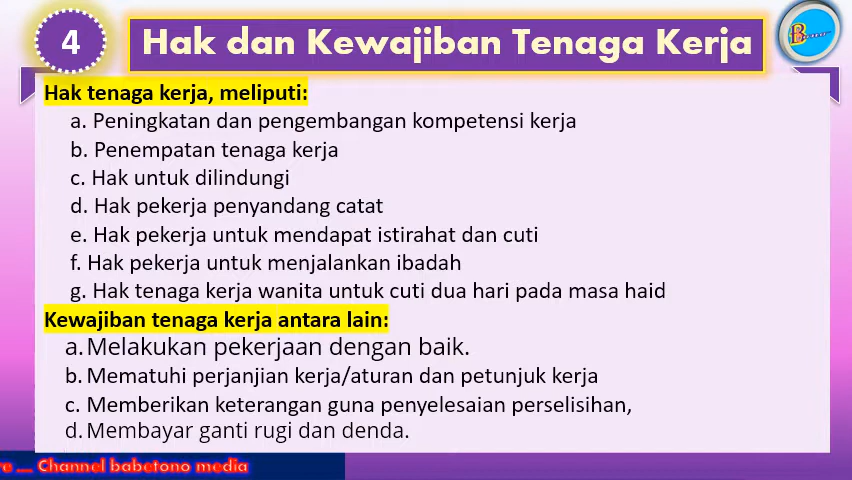 4
Hak dan Kewajiban Tenaga Kerja
Hak tenaga kerja, meliputi:
a. Peningkatan dan pengembangan kompetensi kerja
b. Penempatan tenaga kerja
c. Hak untuk dilindungi
d. Hak pekerja penyandang catat
e. Hak pekerja untuk mendapat istirahat dan cuti
f. Hak pekerja untuk menjalankan ibadah
g. Hak tenaga kerja wanita untuk cuti dua hari pada masa haid
Kewajiban tenaga kerja antara lain:
a. Melakukan pekerjaan dengan baik.
b. Mematuhi perjanjian kerja/aturan dan petunjuk kerja
c. Memberikan keterangan guna penyelesaian perselisihan,
d. Membayar ganti rugi dan denda.
Channel babetono media